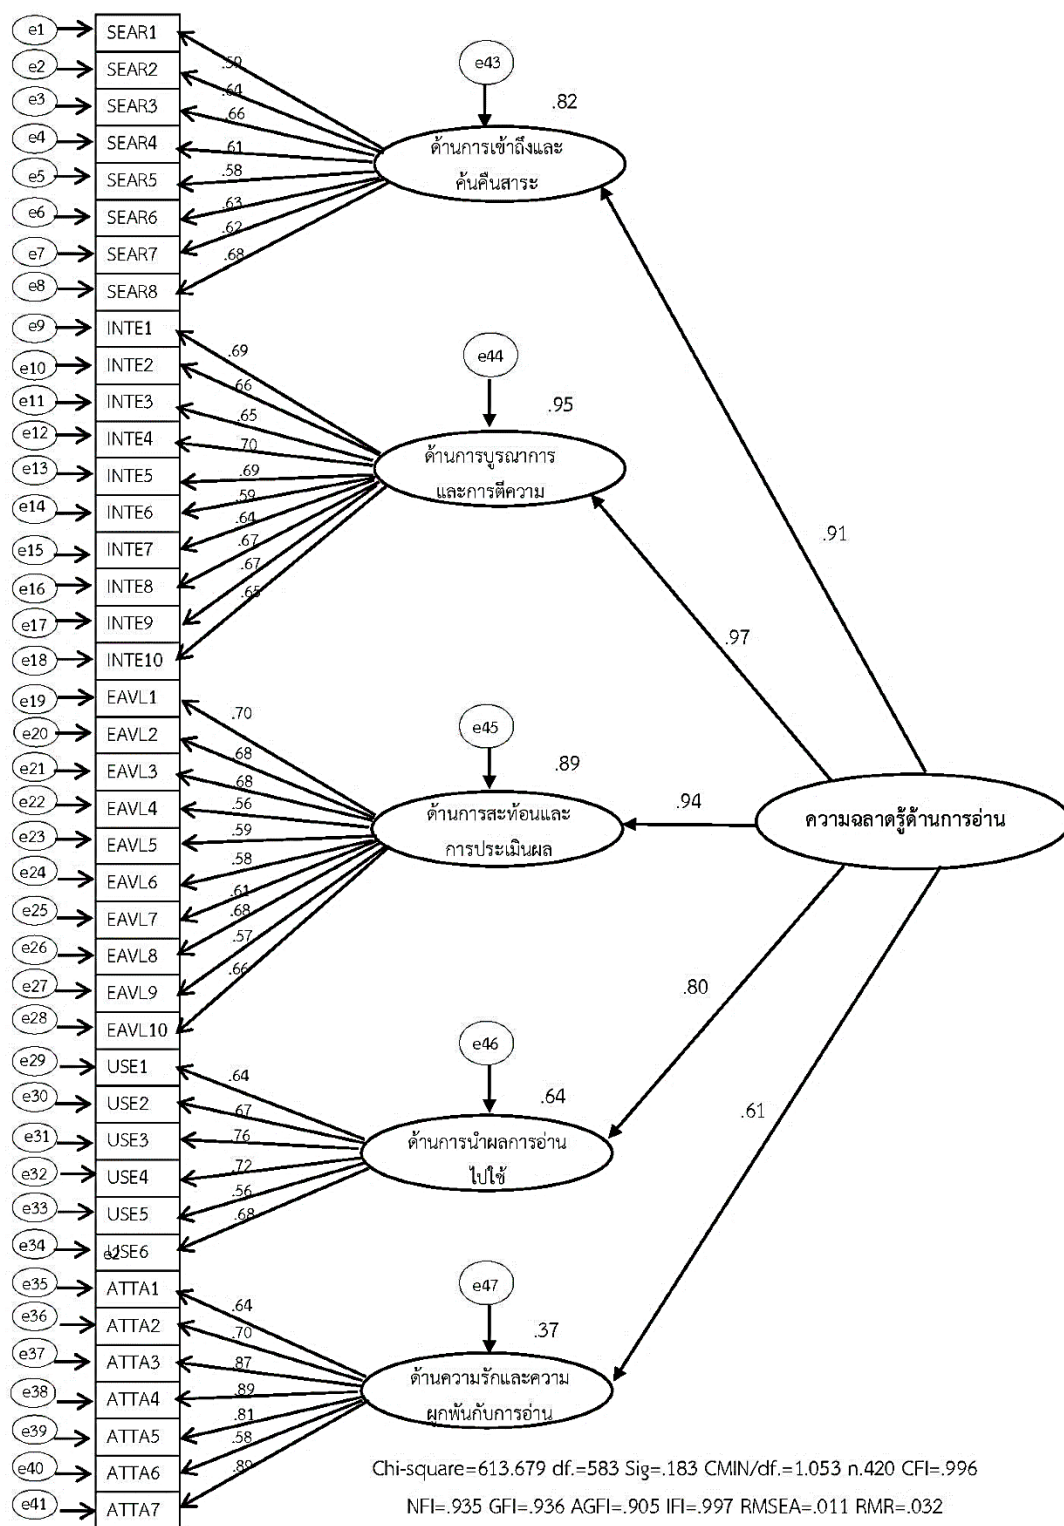 e1 SEAR1
e2 SEAR2
e3 SEAR3
e4 SEAR4
e5 SEAR5
e6 SEAR6
e7 SEAR7
e8 SEAR8
.59
.64
.66
.61
.58
.63
.62
.68
e43
.82
ด้านการเข้าถึงและ
ค้นคืนสาระ
e9 INTE1
e10 INTE2
e11 INTE3
e12 INTE4
e13 INTE5
e14 INTE6
e15 INTE7
e16 INTE8
e17 INTE9
e18 INTE10
.69
.66
.65
.70
.69
.59
.64
.67
.67
.65
e44
.95
ด้านการบูรณาการ
และการตีความ
.91
.97
e19 EAVL1
e20 EAVL2
e21 EAVL3
e22 EAVL4
e23 EAVL5
e24 EAVL6
e25 EAVL7
e26 EAVL8
e27 EAVL9
e28 EAVL10
.70
.68
.68
.56
.59
.58
.61
.68
.57
.66
e45
.89
ด้านการสะท้อนและ
การประเมินผล
.94
ความฉลาดรู้ด้านการอ่าน
e29 USE1
e30 USE2
e31 USE3
e32 USE4
e33 USE5
e34 USE6
e2
.64
.67
.76
.72
.56
.68
e46
.64
ด้านการนำผลการอ่าน
ไปใช้
.80
.61
e35 ATTA1
e36 ATTA2
e37 ATTA3
e38 ATTA4
e39 ATTA5
e40 ATTA6
e41 ATTA7
.64
.70
.87
.89
.81
.58
.89
e47
.37
ด้านความรักและความ
ผูกพันกับการอ่าน
Chi-square=613.679 df.=583 Sig=.183 CMIN/df.=1.053 n.420 CFI=.996
NFI=.935 GFI=.936 AGFI=.905 IFI=.997 RMSEA=.011 RMR=.032